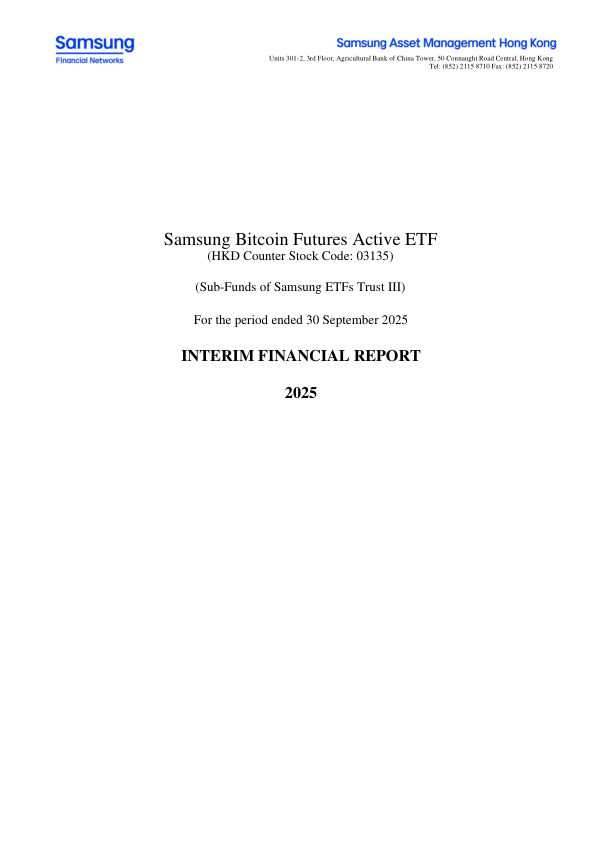 Samsung
Financial Networks
Samsung Asset Management Hong Kong
Units 301-2, 3rd Floor, Agricultural Bank of China Tower, 50 Connaught Road Central, Hong Kong
Tel: (852) 2115 8710 Fax: (852) 2115 8720
Samsung Bitcoin Futures Active ETF
(HKD Counter Stock Code: 03135)
(Sub-Funds of Samsung ETFs Trust III)
For the period ended 30 September 2025
INTERIM FINANCIAL REPORT
2025